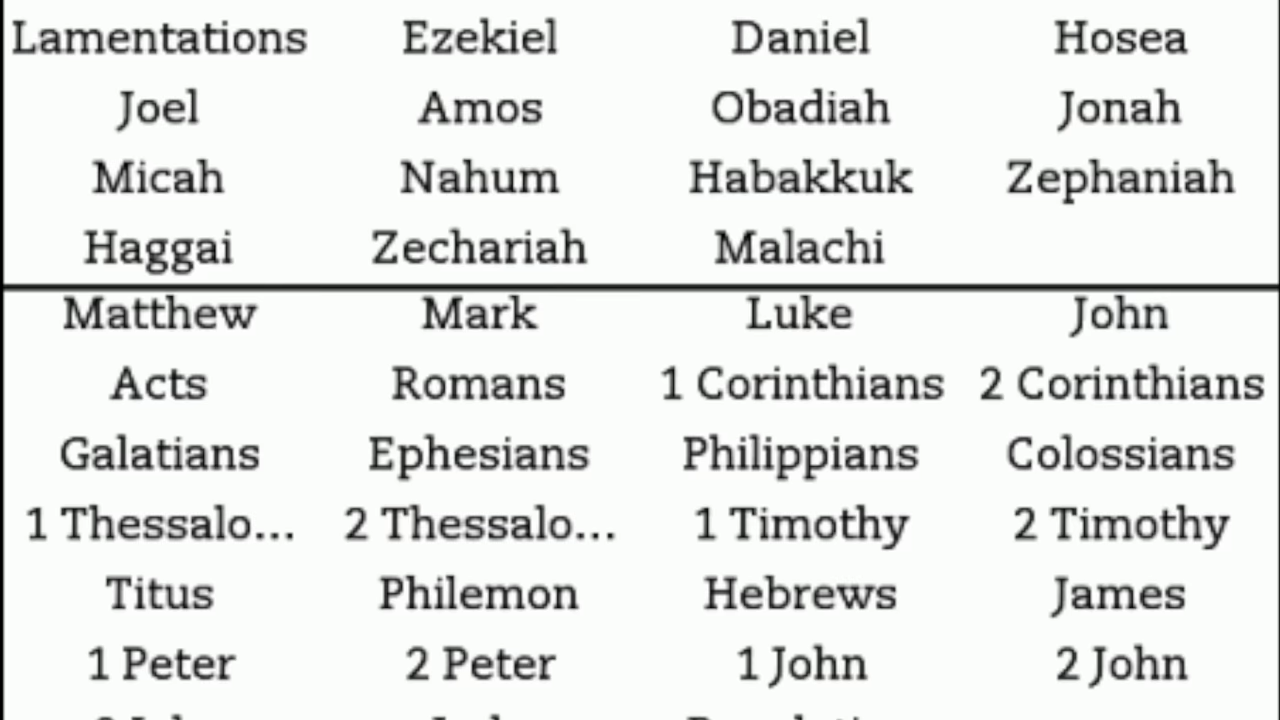 Lamentations Ezekiel Daniel Hosea
Joel Amos Obadiah Jonah
Micah Nahum Habakkuk Zephaniah
Haggai Zechariah Malachi
Matthew Mark Luke John
Acts Romans 1 Corinthians 2 Corinthians
Galatians Ephesians Philippians Colossians
1 Thessalo... 2 Thessalo... 1 Timothy 2 Timothy
Titus Philemon Hebrews James
1 Peter 2 Peter 1 John 2 John